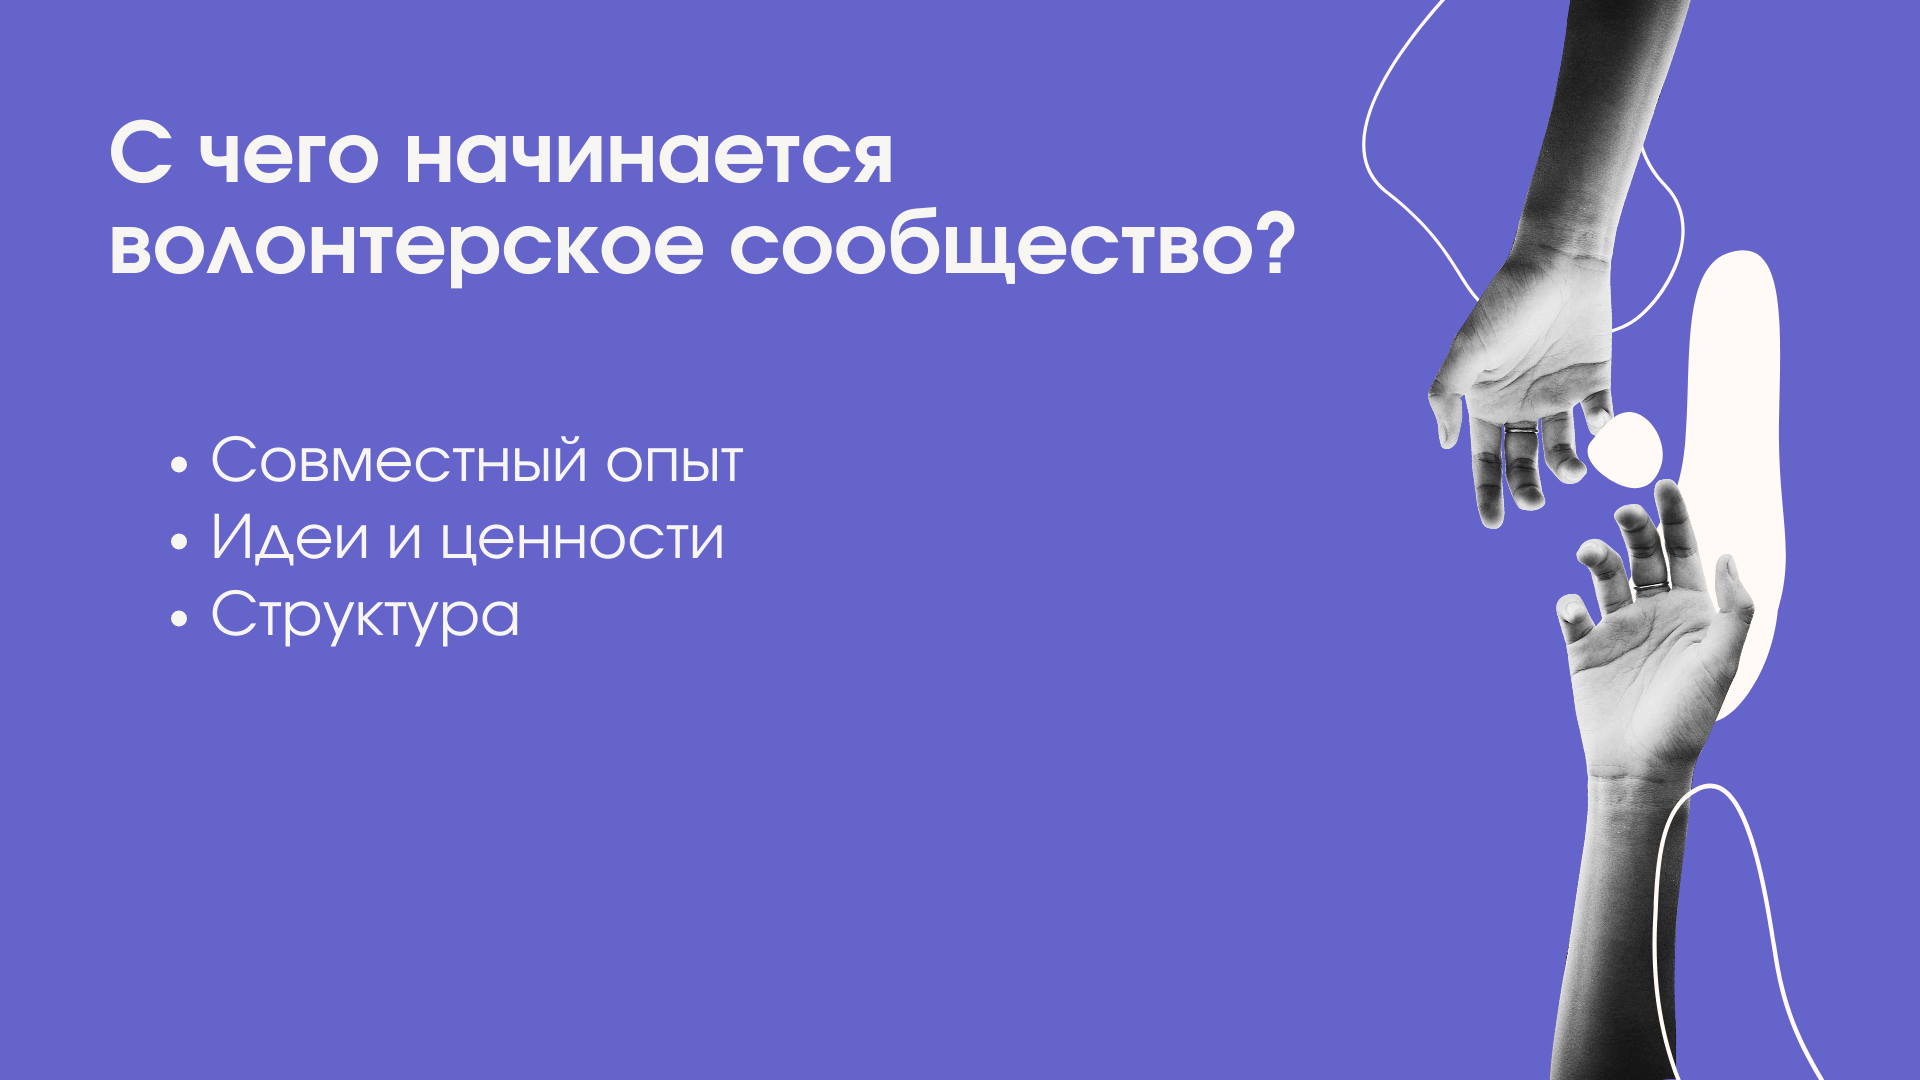 С чего начинается
волонтерское сообщество?
• Совместный опыт
• Идеи и ценности
• Структура